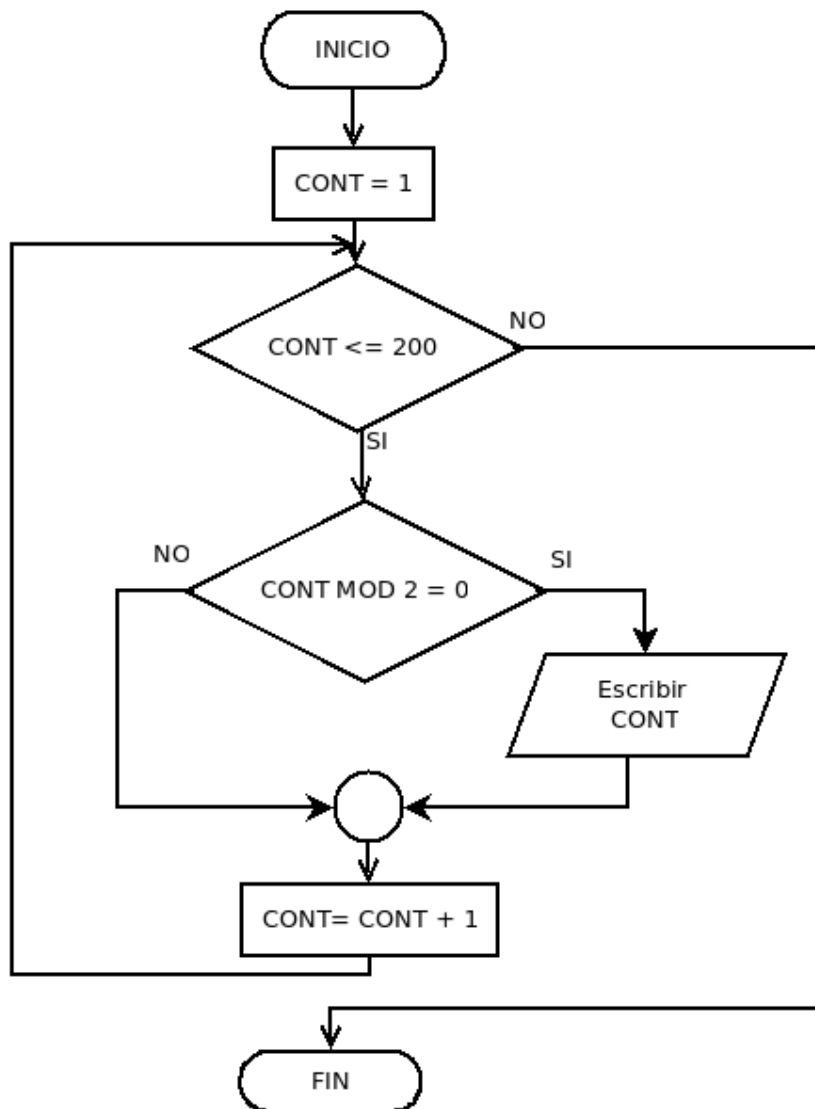 INICIO
CONT = 1
CONT <= 200
NO
SI
CONT MOD 2 = 0
NO
SI
Escribir
CONT
CONT= CONT + 1
FIN